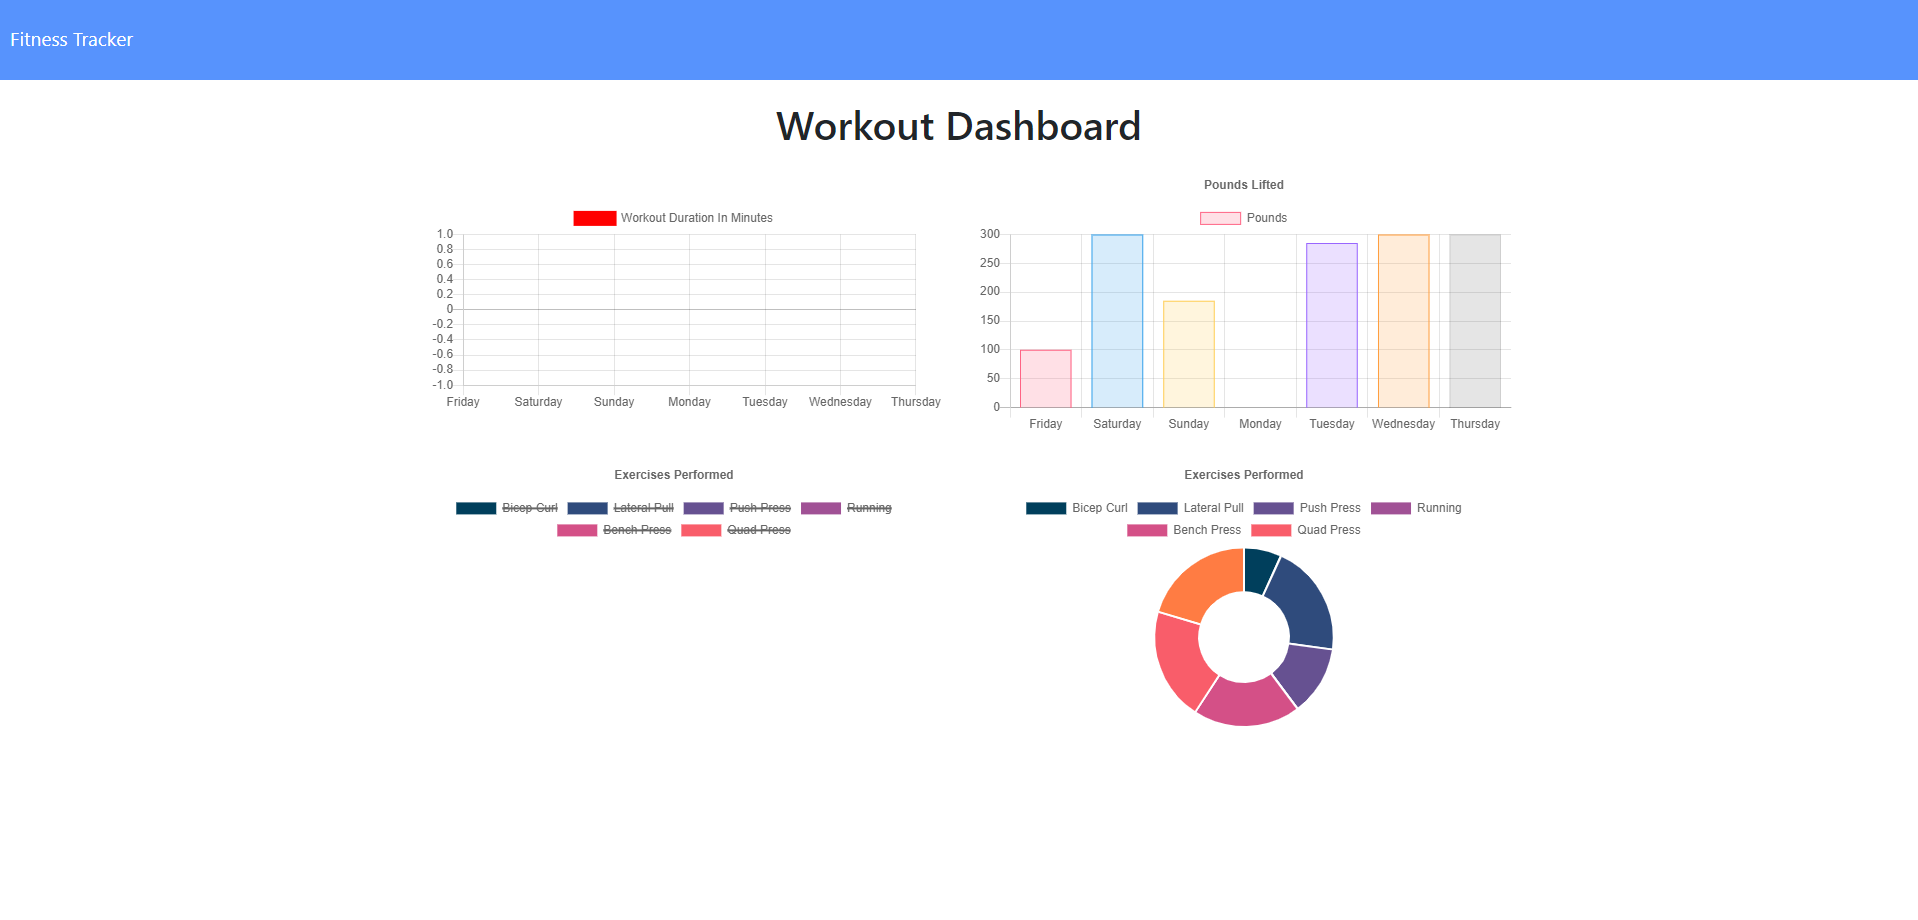 Fitness Tracker
Workout Dashboard
Workout Duration In Minutes
1.0
0.8
0.6
0.4
0.2
0
-0.2
-0.4
-0.6
-0.8
-1.0
Friday Saturday Sunday Monday Tuesday Wednesday Thursday
Pounds Lifted
Pounds
300
250
200
150
100
50
0
Friday Saturday Sunday Monday Tuesday Wednesday Thursday
Exercises Performed
Bicep Curl Lateral Pull Push Press Running
Bench Press Quad Press
Exercises Performed
Bicep Curl Lateral Pull Push Press Running
Bench Press Quad Press